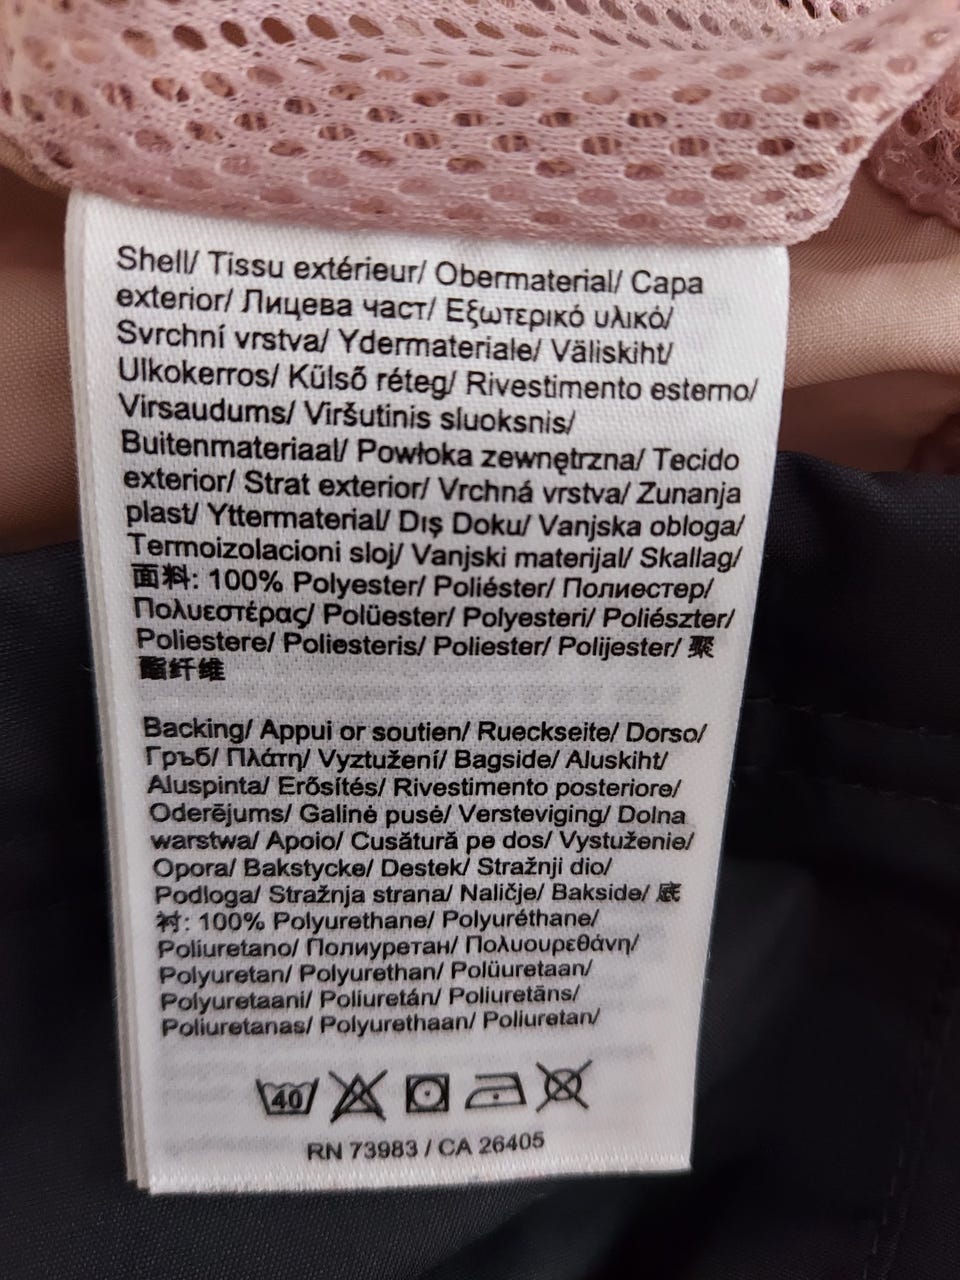 Shell/ Tissu extérieur/ Obermaterial/ Capa
exterior/ Лицева част/ Εξωτερικό υλικό/
Svrchní vrstva/ Ydermateriale/ Väliskiht/
Ulkokerros/ Külső réteg/ Rivestimento esterno/
Virsaudums/ Viršutinis sluoksnis/
Buitenmateriaal/ Powłoka zewnętrzna/ Tecido
exterior/ Strat exterior/ Vrchná vrstva/ Zunanja
plast/ Yttermaterial/ Dış Doku/ Vanjska obloga/
Termoizolacioni sloj/ Vanjski materijal/ Skallag/
面料: 100% Polyester/ Poliéster/ Полиестер/
Πολυεστέρας/ Polüester/ Polyesteri/ Poliészter/
Poliestere/ Poliesteris/ Poliester/ Polijester/ 聚
酯纤维
Backing/ Appui or soutien/ Rueckseite/ Dorso/
Гръб/ Πλάτη/ Vyztužení/ Bagside/ Aluskiht/
Aluspinta/ Erősítés/ Rivestimento posteriore/
Oderējums/ Galinė pusė/ Versteviging/ Dolna
warstwa/ Apoio/ Cusătură pe dos/ Vystuženie/
Opora/ Bakstycke/ Destek/ Stražnji dio/
Podloga/ Stražnja strana/ Naličje/ Bakside/ 底
衬: 100% Polyurethane/ Polyuréthane/
Poliuretano/ Полиуретан/ Πολυουρεθάνη/
Polyuretan/ Polyurethan/ Polüuretaan/
Polyuretaani/ Poliuretán/ Poliuretāns/
Poliuretanas/ Polyurethaan/ Poliuretan/
40
RN 73983 / CA 26405